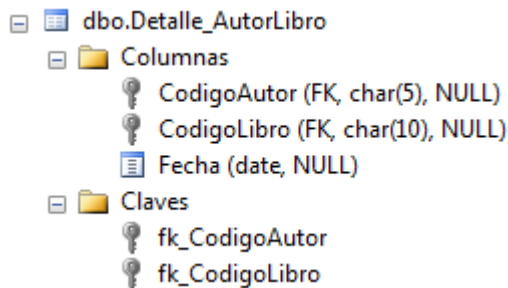 dbo.Detalle_AutorLibro
Columnas
CodigoAutor (FK, char(5), NULL)
CodigoLibro (FK, char(10), NULL)
Fecha (date, NULL)
Claves
fk_CodigoAutor
fk_CodigoLibro